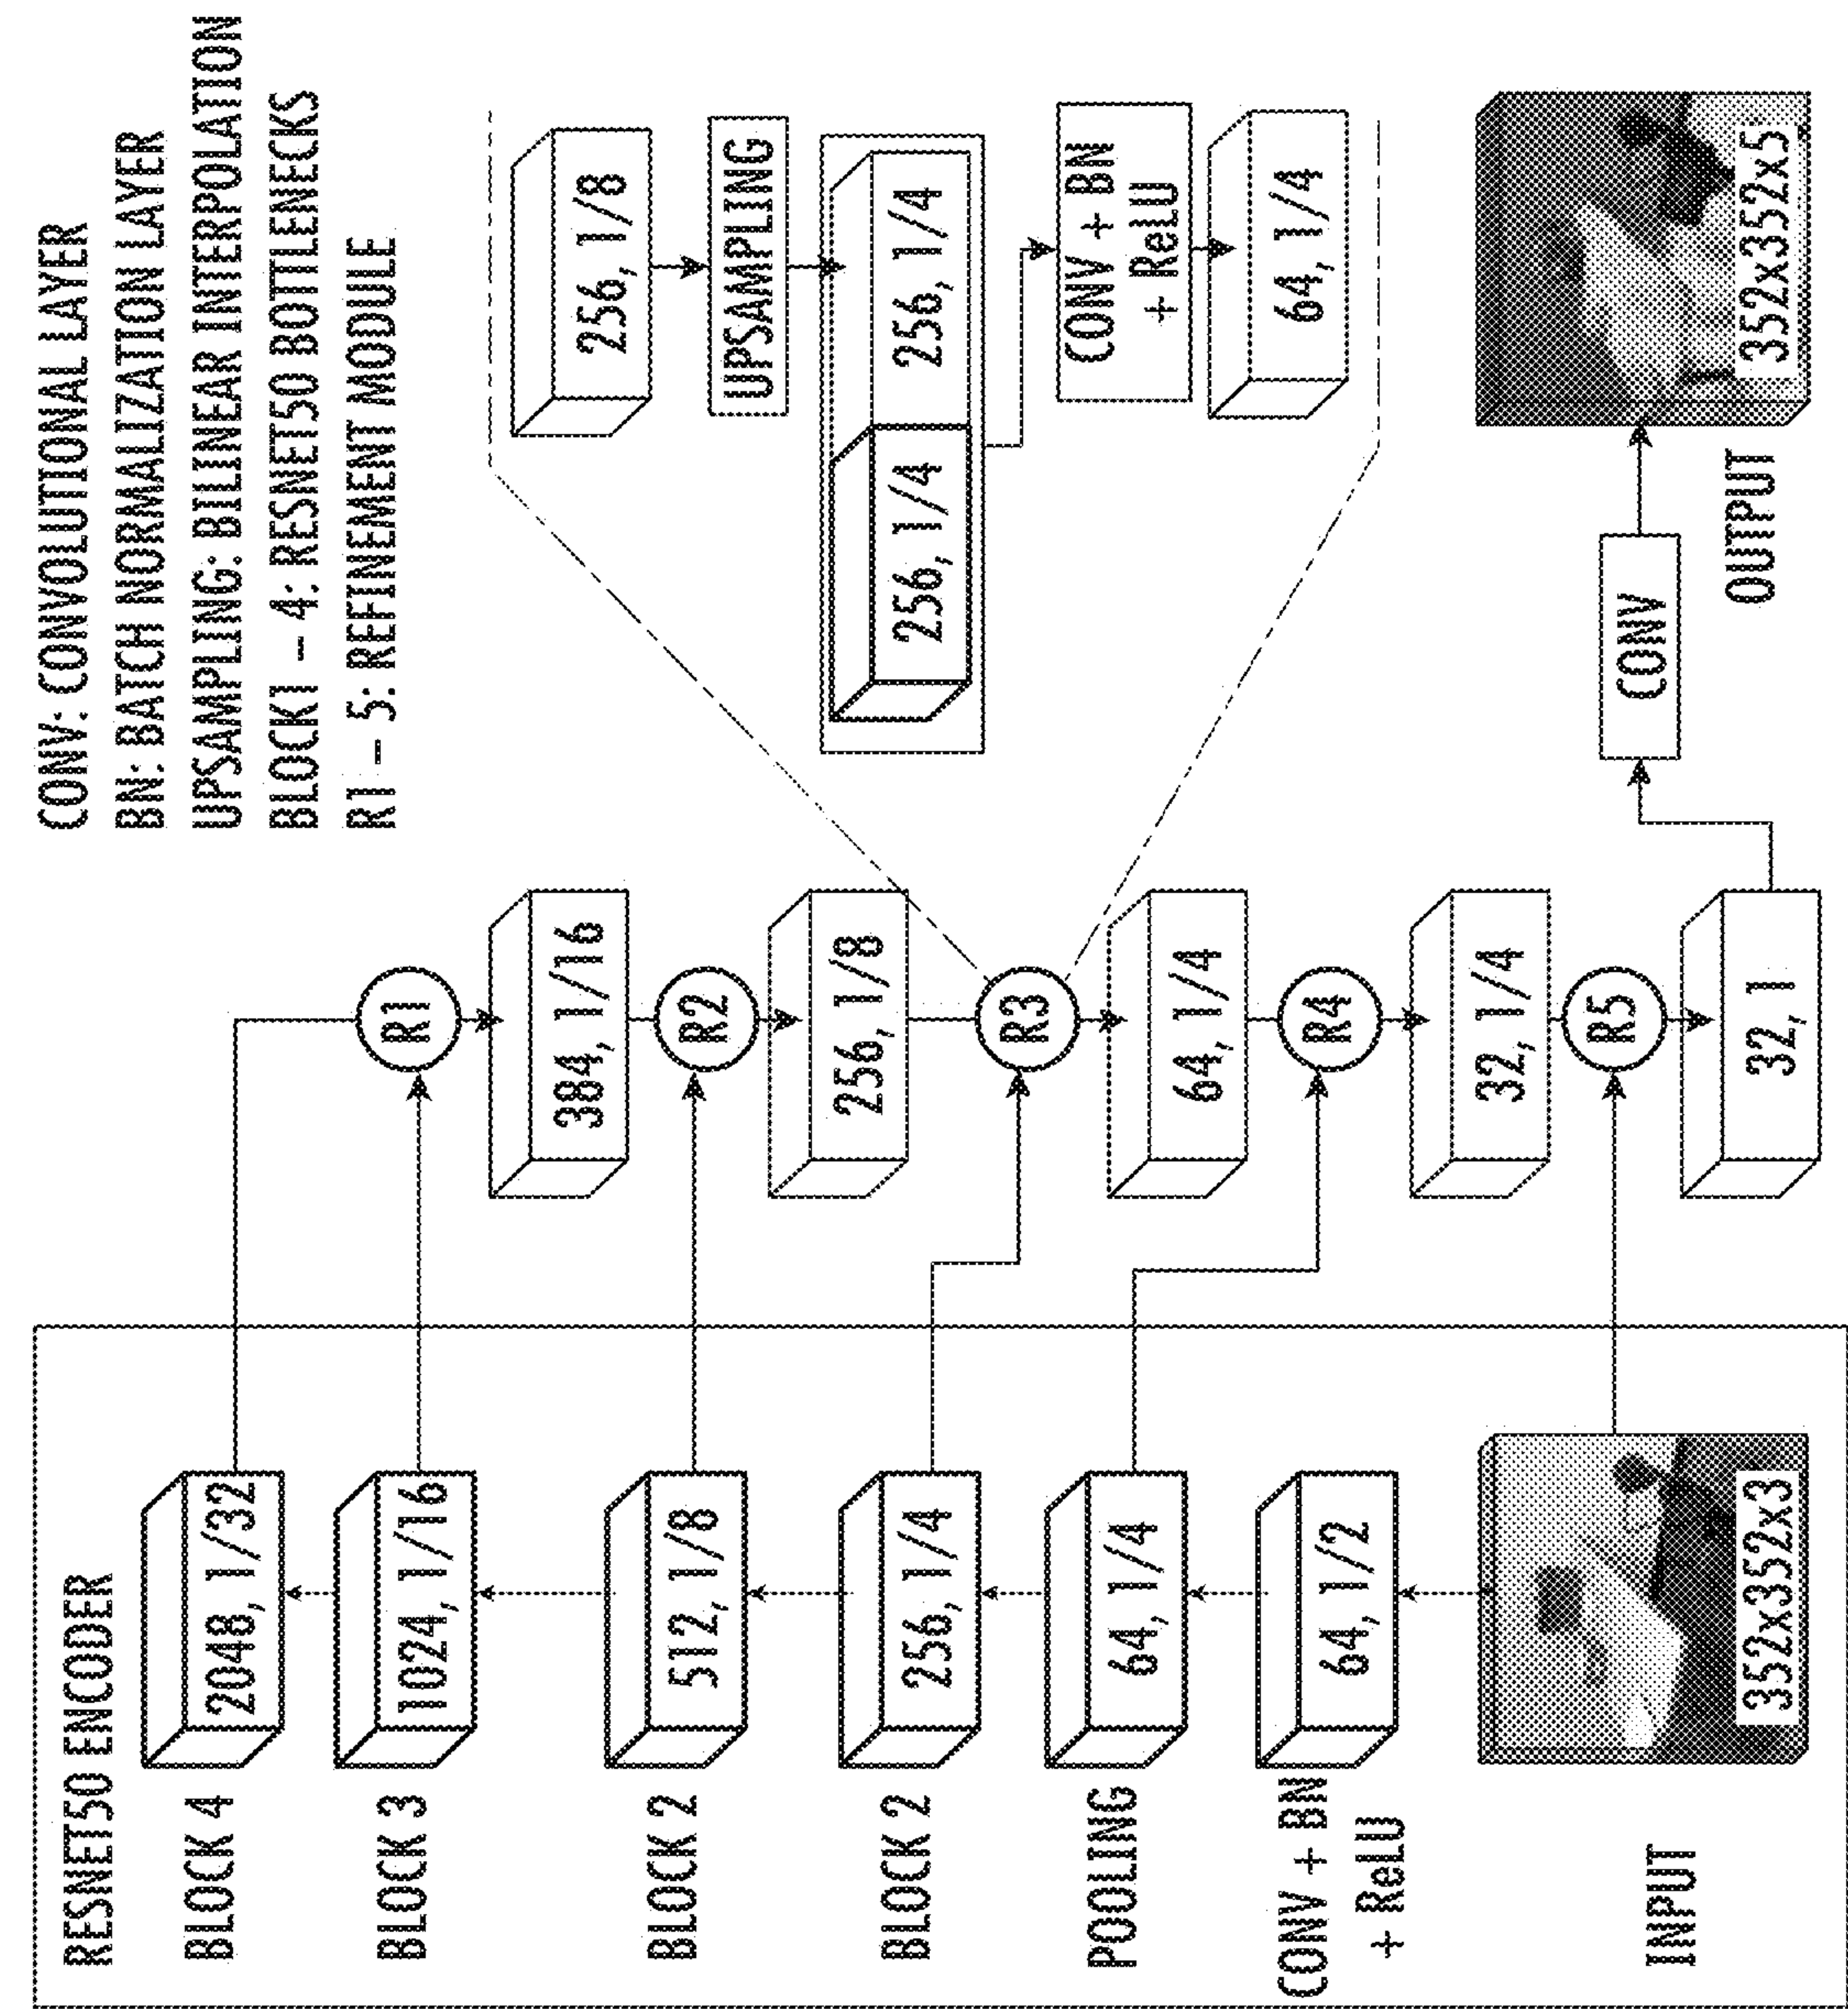 CONV: CONVOLUTIONAL LAYER
BN: BATCH NORMALIZATION LAYER
UPSAMPLING: BILINEAR INTERPOLATION
BLOCK1 – 4: RESNET50 BOTTLENECKS
R1 – 5: REFINEMENT MODULE
RESNET50 ENCODER
BLOCK 4
2048, 1/32
BLOCK 3
1024, 1/16
BLOCK 2
512, 1/8
BLOCK 2
256, 1/4
POOLING
64, 1/4
CONV + BN
+ ReLU
64, 1/2
INPUT
352x352x3
R1
384, 1/16
R2
256, 1/8
R3
64, 1/4
R4
32, 1/4
R5
32, 1
256, 1/8
UPSAMPLING
256, 1/4
256, 1/4
CONV + BN
+ ReLU
64, 1/4
CONV
OUTPUT
352x352x5